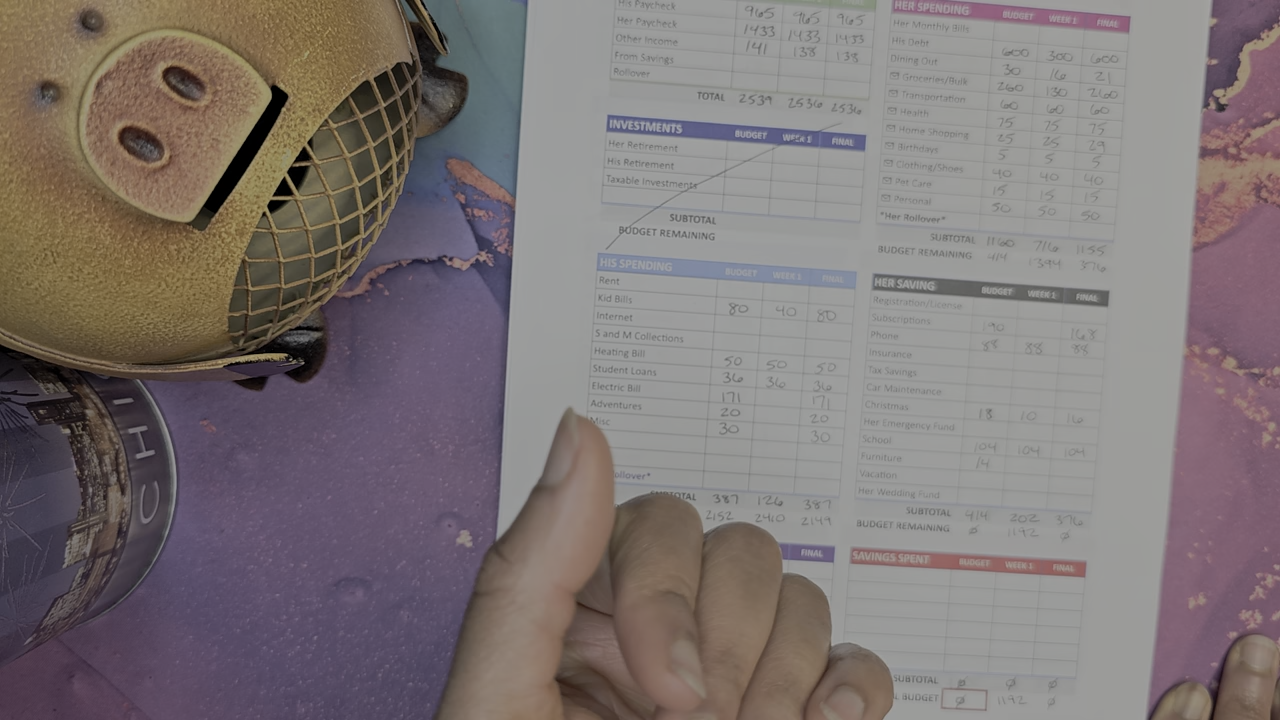 His Paycheck 965 965 965
Her Paycheck 1433 1433 1433
Other Income 141 138 138
From Savings
Rollover
TOTAL 2539 2536 2536
INVESTMENTS BUDGET WEEK 1 FINAL
Her Retirement
His Retirement
Taxable Investments
SUBTOTAL
BUDGET REMAINING
HIS SPENDING BUDGET WEEK 1 FINAL
Rent
Kid Bills 80 40 80
Internet
S and M Collections
Heating Bill 50 50 50
Student Loans 36 36 36
Electric Bill 171 171
Adventures 20 20
Misc 30 30
SUBTOTAL 387 126 387
2152 2410 2149
FINAL
HER SPENDING BUDGET WEEK 1 FINAL
Her Monthly Bills
His Debt 600 300 600
Dining Out 30 16 21
Groceries/Bulk 260 130 260
Transportation 60 60 60
Health 75 75 75
Home Shopping 25 25 29
Birthdays 5 5 5
Clothing/Shoes 40 40 40
Pet Care 15 15 15
Personal 50 50 50
*Her Rollover*
SUBTOTAL 1160 716 1155
BUDGET REMAINING 414 1394 376
HER SAVING BUDGET WEEK 1 FINAL
Registration/License
Subscriptions 190 168
Phone 88 88 88
Insurance
Tax Savings
Car Maintenance
Christmas 18 10 16
Her Emergency Fund
School 104 104 104
Furniture 14
Vacation
Her Wedding Fund
SUBTOTAL 414 202 376
BUDGET REMAINING ∅ 1192 ∅
SAVINGS SPENT BUDGET WEEK 1 FINAL
SUBTOTAL ∅ ∅ ∅
BUDGET ∅ 1192 ∅
CHI